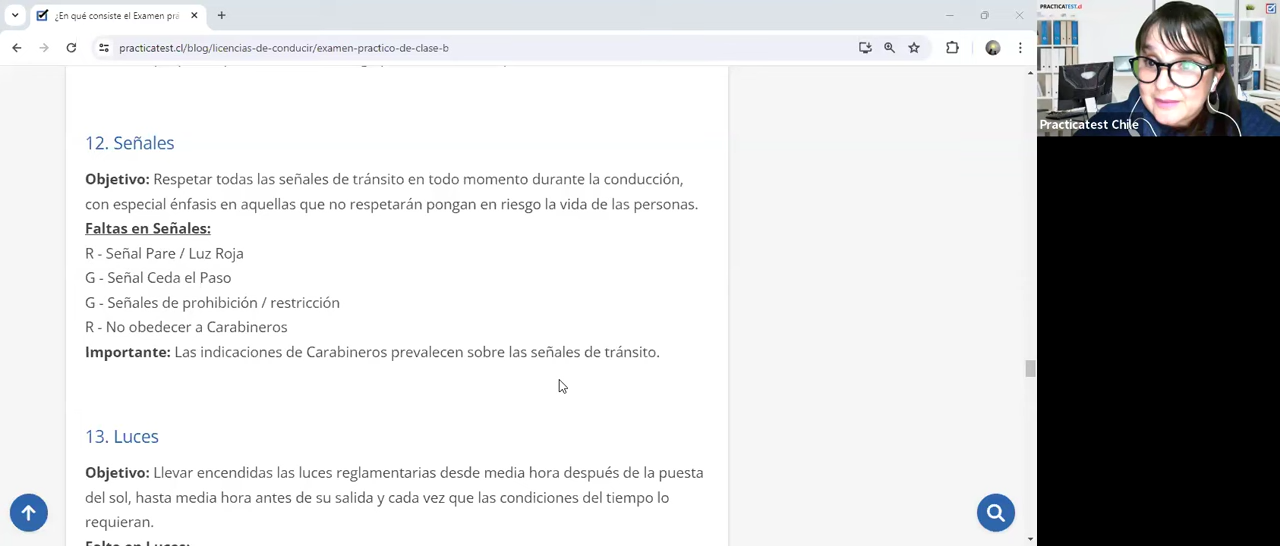 ¿En qué consiste el Examen prá
practicatest.cl/blog/licencias-de-conducir/examen-practico-de-clase-b
PRACTICATEST.cl
Practicatest Chile
12. Señales
Objetivo: Respetar todas las señales de tránsito en todo momento durante la conducción,
con especial énfasis en aquellas que no respetarán pongan en riesgo la vida de las personas.
Faltas en Señales:
R - Señal Pare / Luz Roja
G - Señal Ceda el Paso
G - Señales de prohibición / restricción
R - No obedecer a Carabineros
Importante: Las indicaciones de Carabineros prevalecen sobre las señales de tránsito.
13. Luces
Objetivo: Llevar encendidas las luces reglamentarias desde media hora después de la puesta
del sol, hasta media hora antes de su salida y cada vez que las condiciones del tiempo lo
requieran.